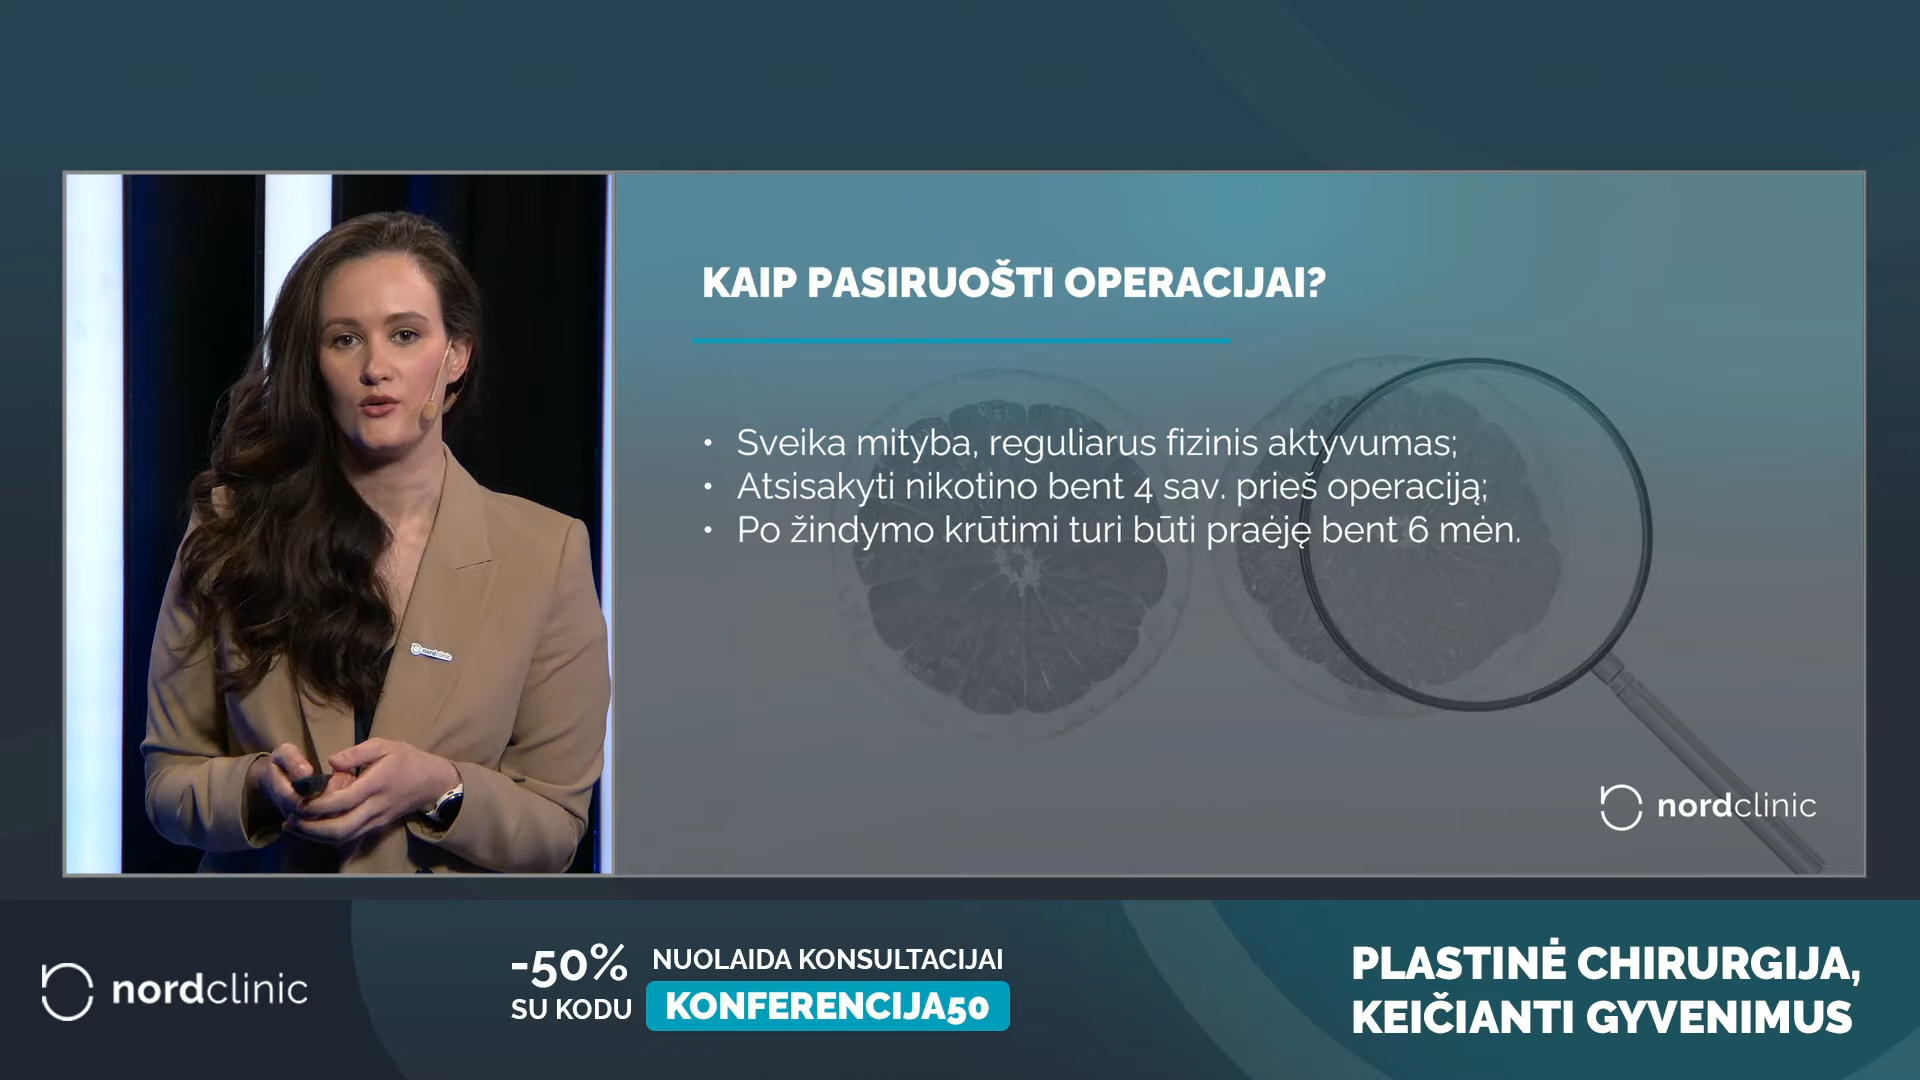 KAIP PASIRUOŠTI OPERACIJAI?
• Sveika mityba, reguliarus fizinis aktyvumas;
• Atsisakyti nikotino bent 4 sav. prieš operaciją;
• Po žindymo krūtimi turi būti praėję bent 6 mėn.
nordclinic
nordclinic
nordclinic
-50% NUOLAIDA KONSULTACIJAI
SU KODU KONFERENCIJA50
PLASTINĖ CHIRURGIJA,
KEIČIANTI GYVENIMUS